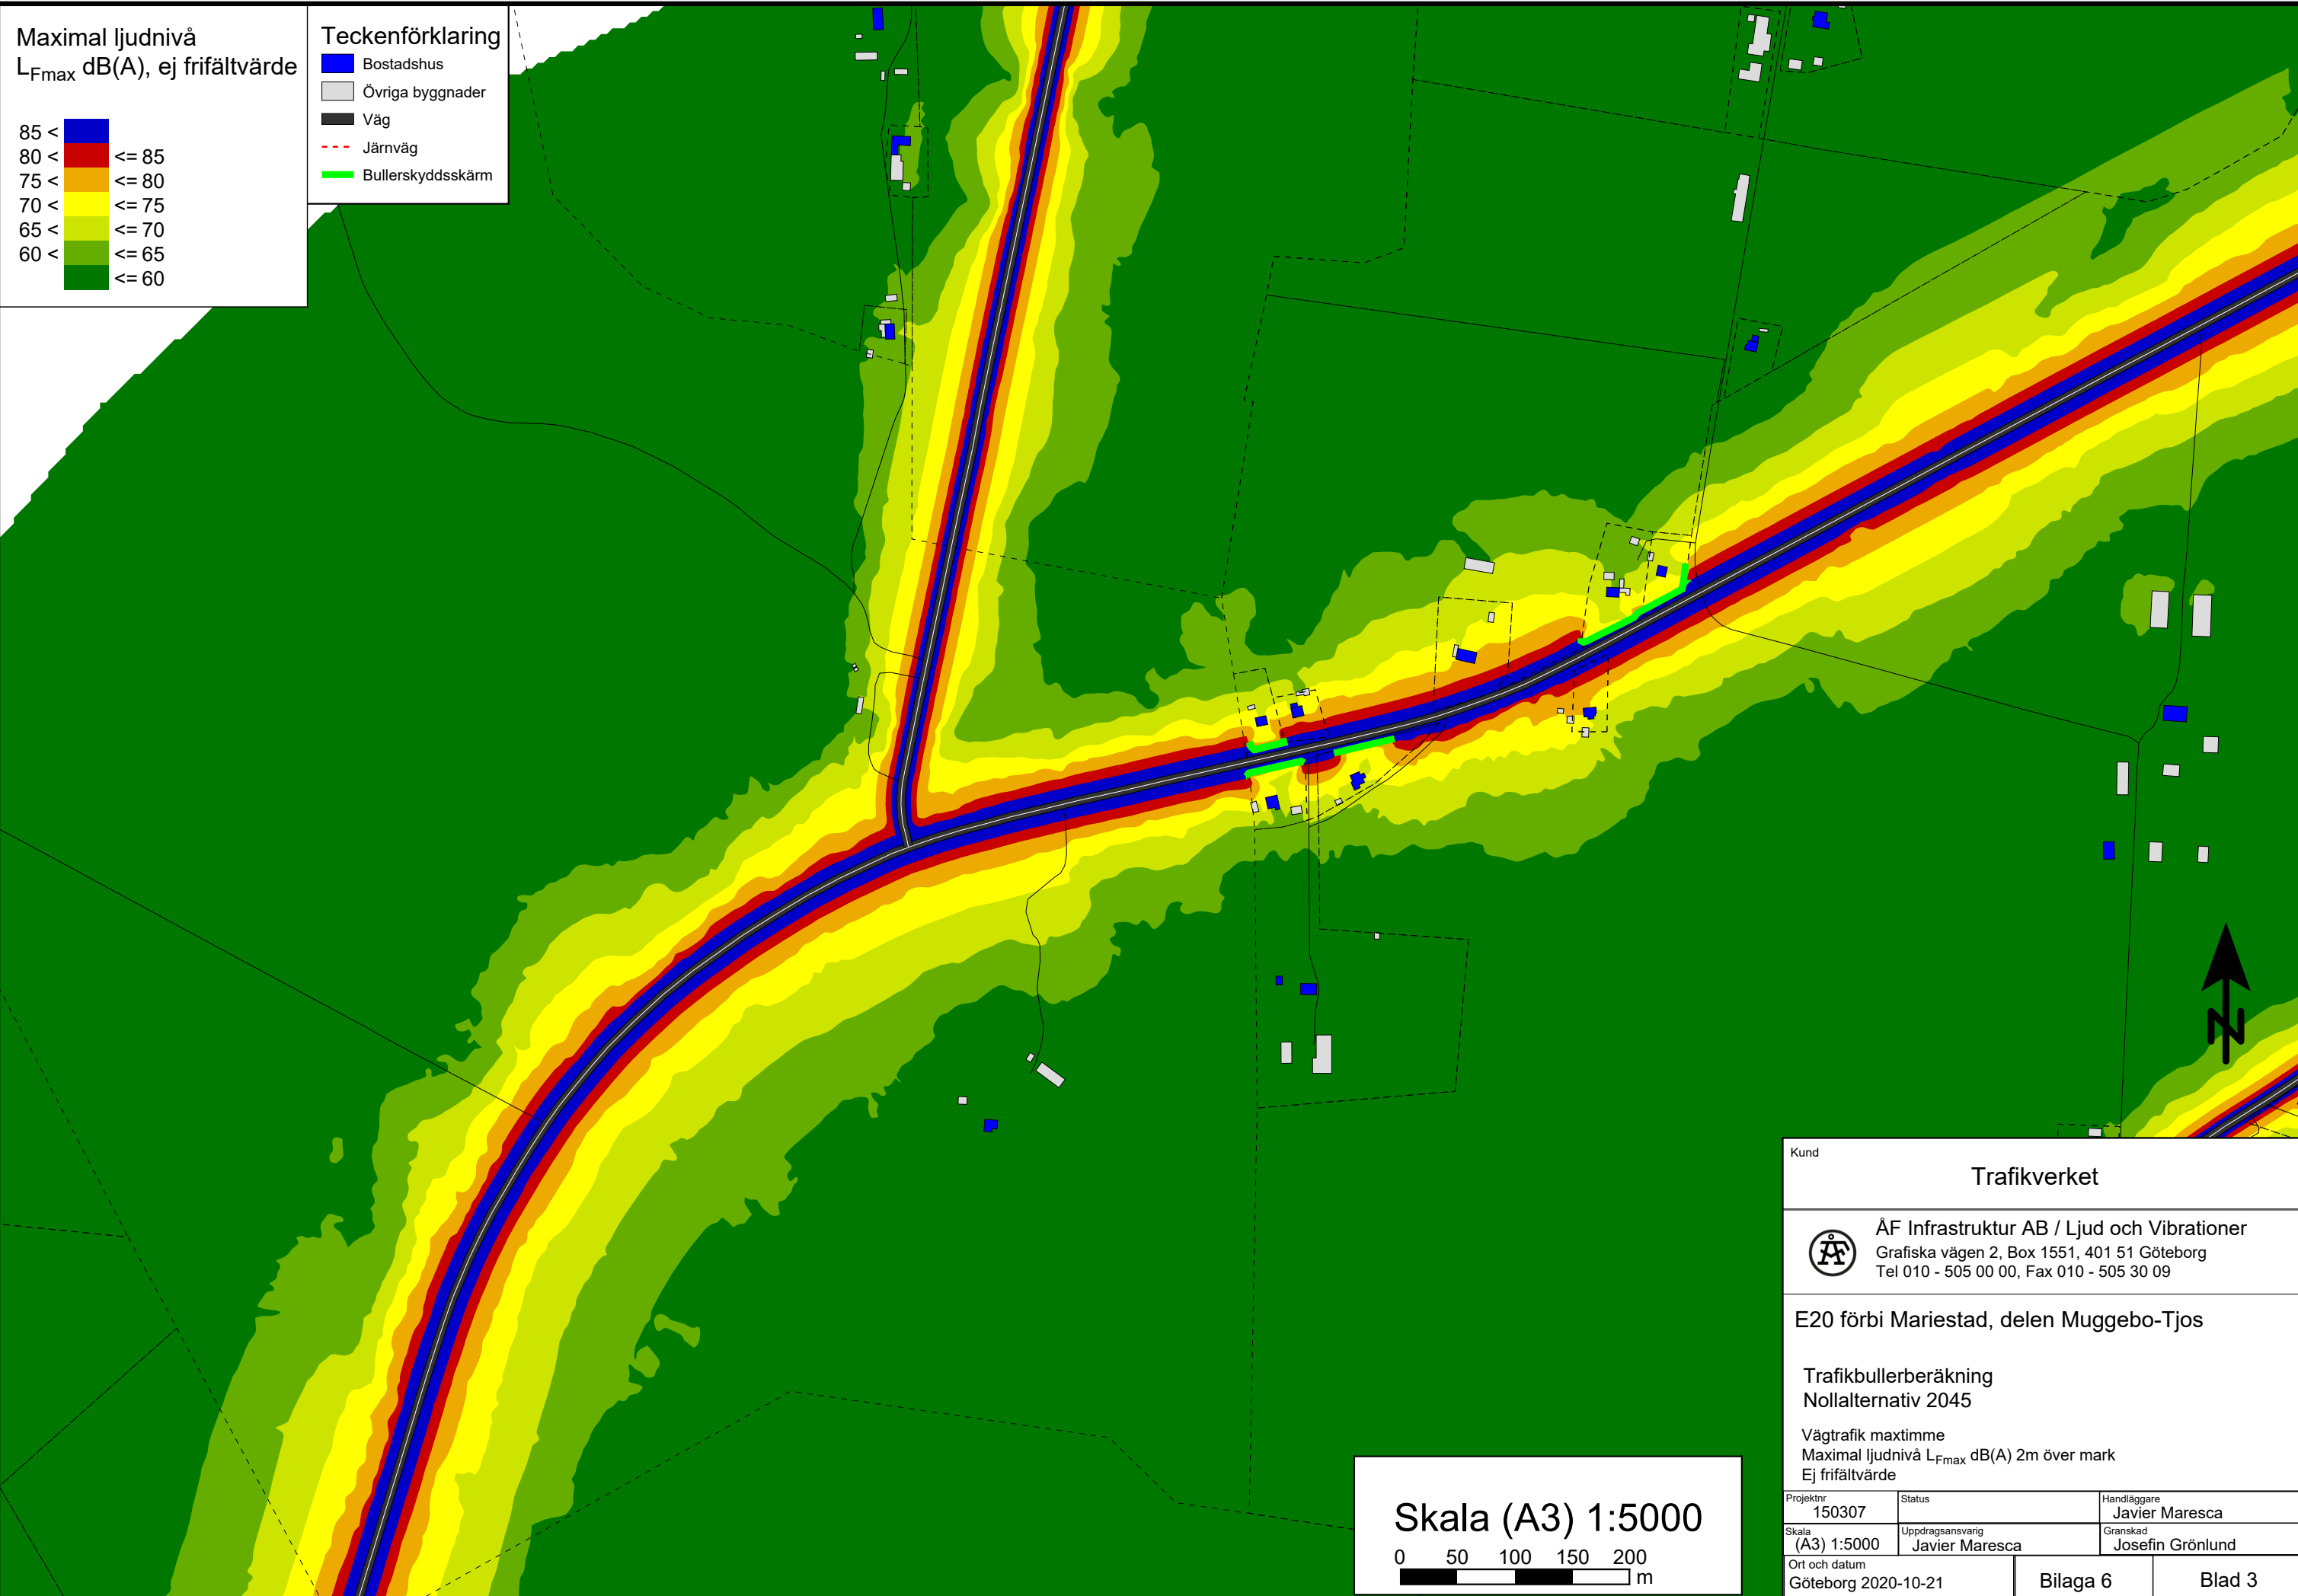 Maximal ljudnivå
LFmax dB(A), ej frifältvärde
85 <
80 < <= 85
75 < <= 80
70 < <= 75
65 < <= 70
60 < <= 65
<= 60
Teckenförklaring
Bostadshus
Övriga byggnader
Väg
Järnväg
Bullerskyddsskärm
N
Skala (A3) 1:5000
0 50 100 150 200
m
Kund
Trafikverket
ÅF
ÅF Infrastruktur AB / Ljud och Vibrationer
Grafiska vägen 2, Box 1551, 401 51 Göteborg
Tel 010 - 505 00 00, Fax 010 - 505 30 09
E20 förbi Mariestad, delen Muggebo-Tjos
Trafikbullerberäkning
Nollalternativ 2045
Vägtrafik maxtimme
Maximal ljudnivå LFmax dB(A) 2m över mark
Ej frifältvärde
Projektnr
150307
Status
Handläggare
Javier Maresca
Skala
(A3) 1:5000
Uppdragsansvarig
Javier Maresca
Granskad
Josefin Grönlund
Ort och datum
Göteborg 2020-10-21
Bilaga 6
Blad 3